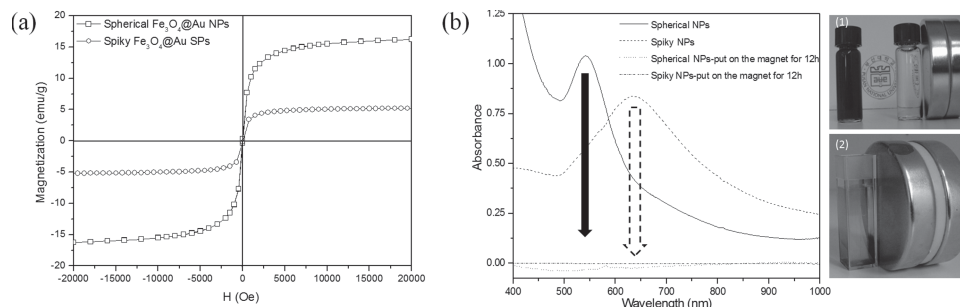 (a)
20
15
10
5
0
-5
-10
-15
-20
Magnetization (emu/g)
Spherical Fe₃O₄@Au NPs
Spiky Fe₃O₄@Au SPs
-20000 -15000 -10000 -5000 0 5000 10000 15000 20000
H (Oe)
(b)
1.25
1.00
0.75
0.50
0.25
0.00
Absorbance
Spherical NPs
Spiky NPs
Spherical NPs-put on the magnet for 12h
Spiky NPs-put on the magnet for 12h
400 500 600 700 800 900 1000
Wavelength (nm)
(1)
(2)